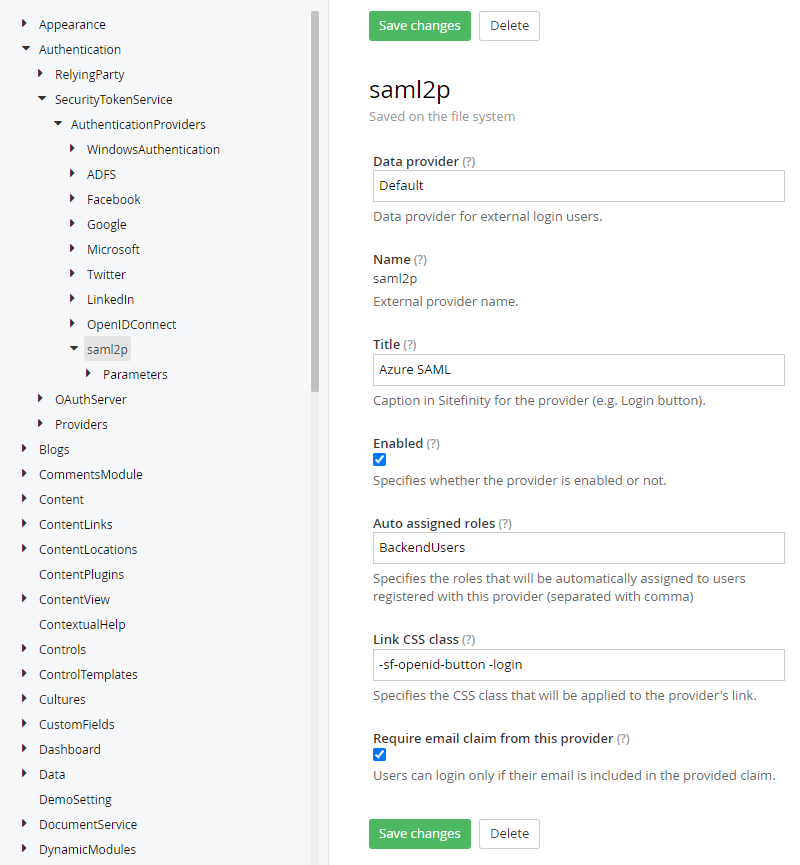 Appearance
Authentication
RelyingParty
SecurityTokenService
AuthenticationProviders
WindowsAuthentication
ADFS
Facebook
Google
Microsoft
Twitter
LinkedIn
OpenIDConnect
saml2p
Parameters
OAuthServer
Providers
Blogs
CommentsModule
Content
ContentLinks
ContentLocations
ContentPlugins
ContentView
ContextualHelp
Controls
ControlTemplates
Cultures
CustomFields
Dashboard
Data
DemoSetting
DocumentService
DynamicModules
Save changes Delete
saml2p
Saved on the file system
Data provider (?)
Default
Data provider for external login users.
Name (?)
saml2p
External provider name.
Title (?)
Azure SAML
Caption in Sitefinity for the provider (e.g. Login button).
Enabled (?)
Specifies whether the provider is enabled or not.
Auto assigned roles (?)
BackendUsers
Specifies the roles that will be automatically assigned to users
registered with this provider (separated with comma)
Link CSS class (?)
-sf-openid-button -login
Specifies the CSS class that will be applied to the provider's link.
Require email claim from this provider (?)
Users can login only if their email is included in the provided claim.
Save changes Delete